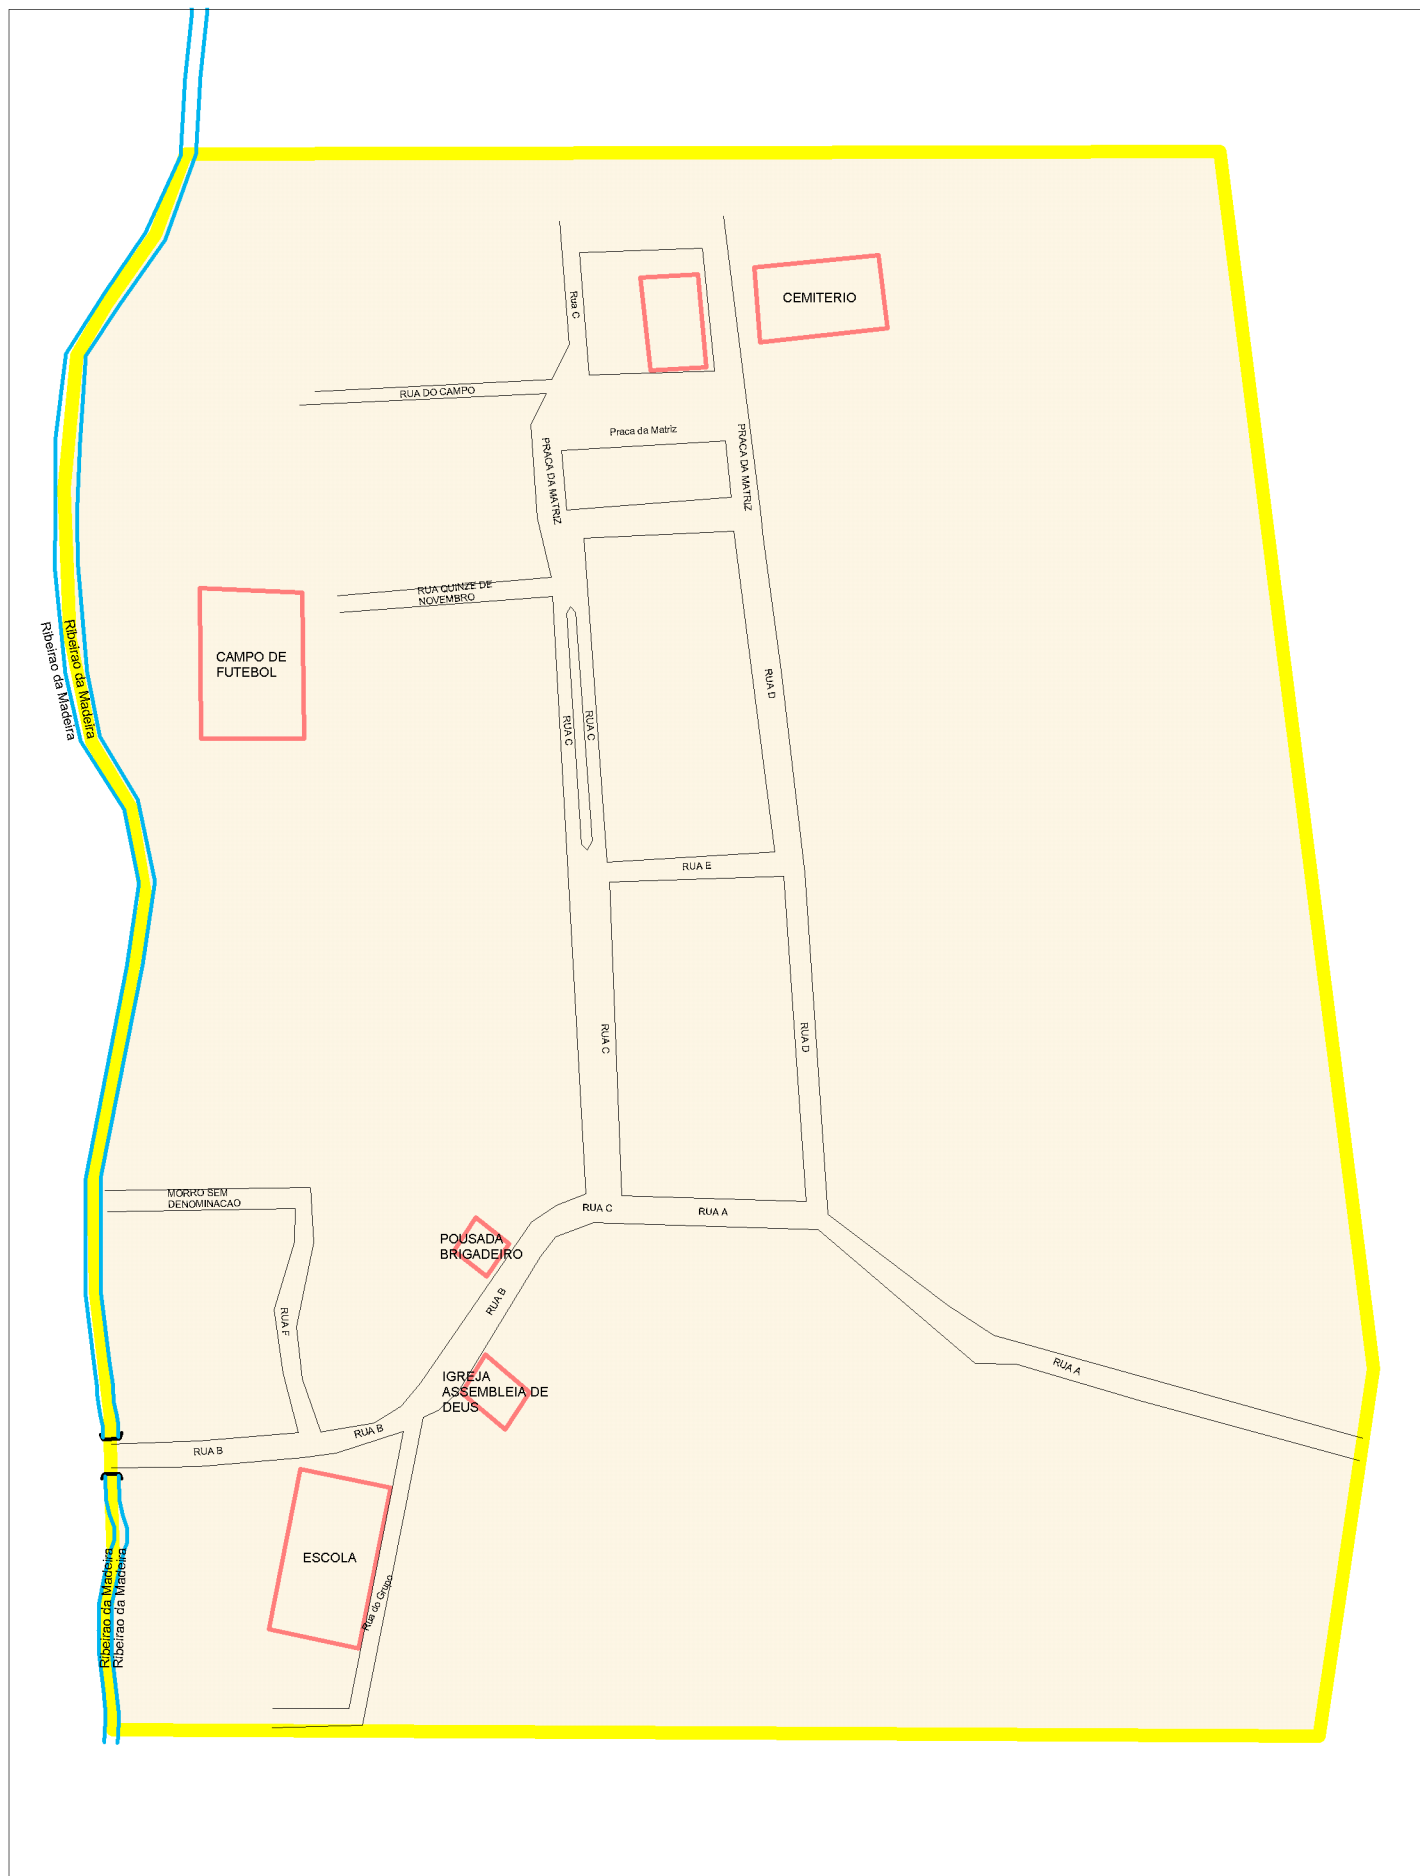 CEMITERIO
Rua C
RUA DO CAMPO
Praca da Matriz
PRACA DA MATRIZ
PRACA DA MATRIZ
RUA QUINZE DE
NOVEMBRO
CAMPO DE
FUTEBOL
Ribeirao da Madeira
Ribeirao da Madeira
RUA D
RUA C
RUA C
RUA E
RUA C
RUA D
MORRO SEM
DENOMINACAO
RUA C
RUA A
POUSADA
BRIGADEIRO
RUA B
RUA F
RUA A
IGREJA
ASSEMBLEIA DE
DEUS
RUA B
RUA B
ESCOLA
Rua do Grupo
Ribeirao da Madeira
Ribeirao da Madeira